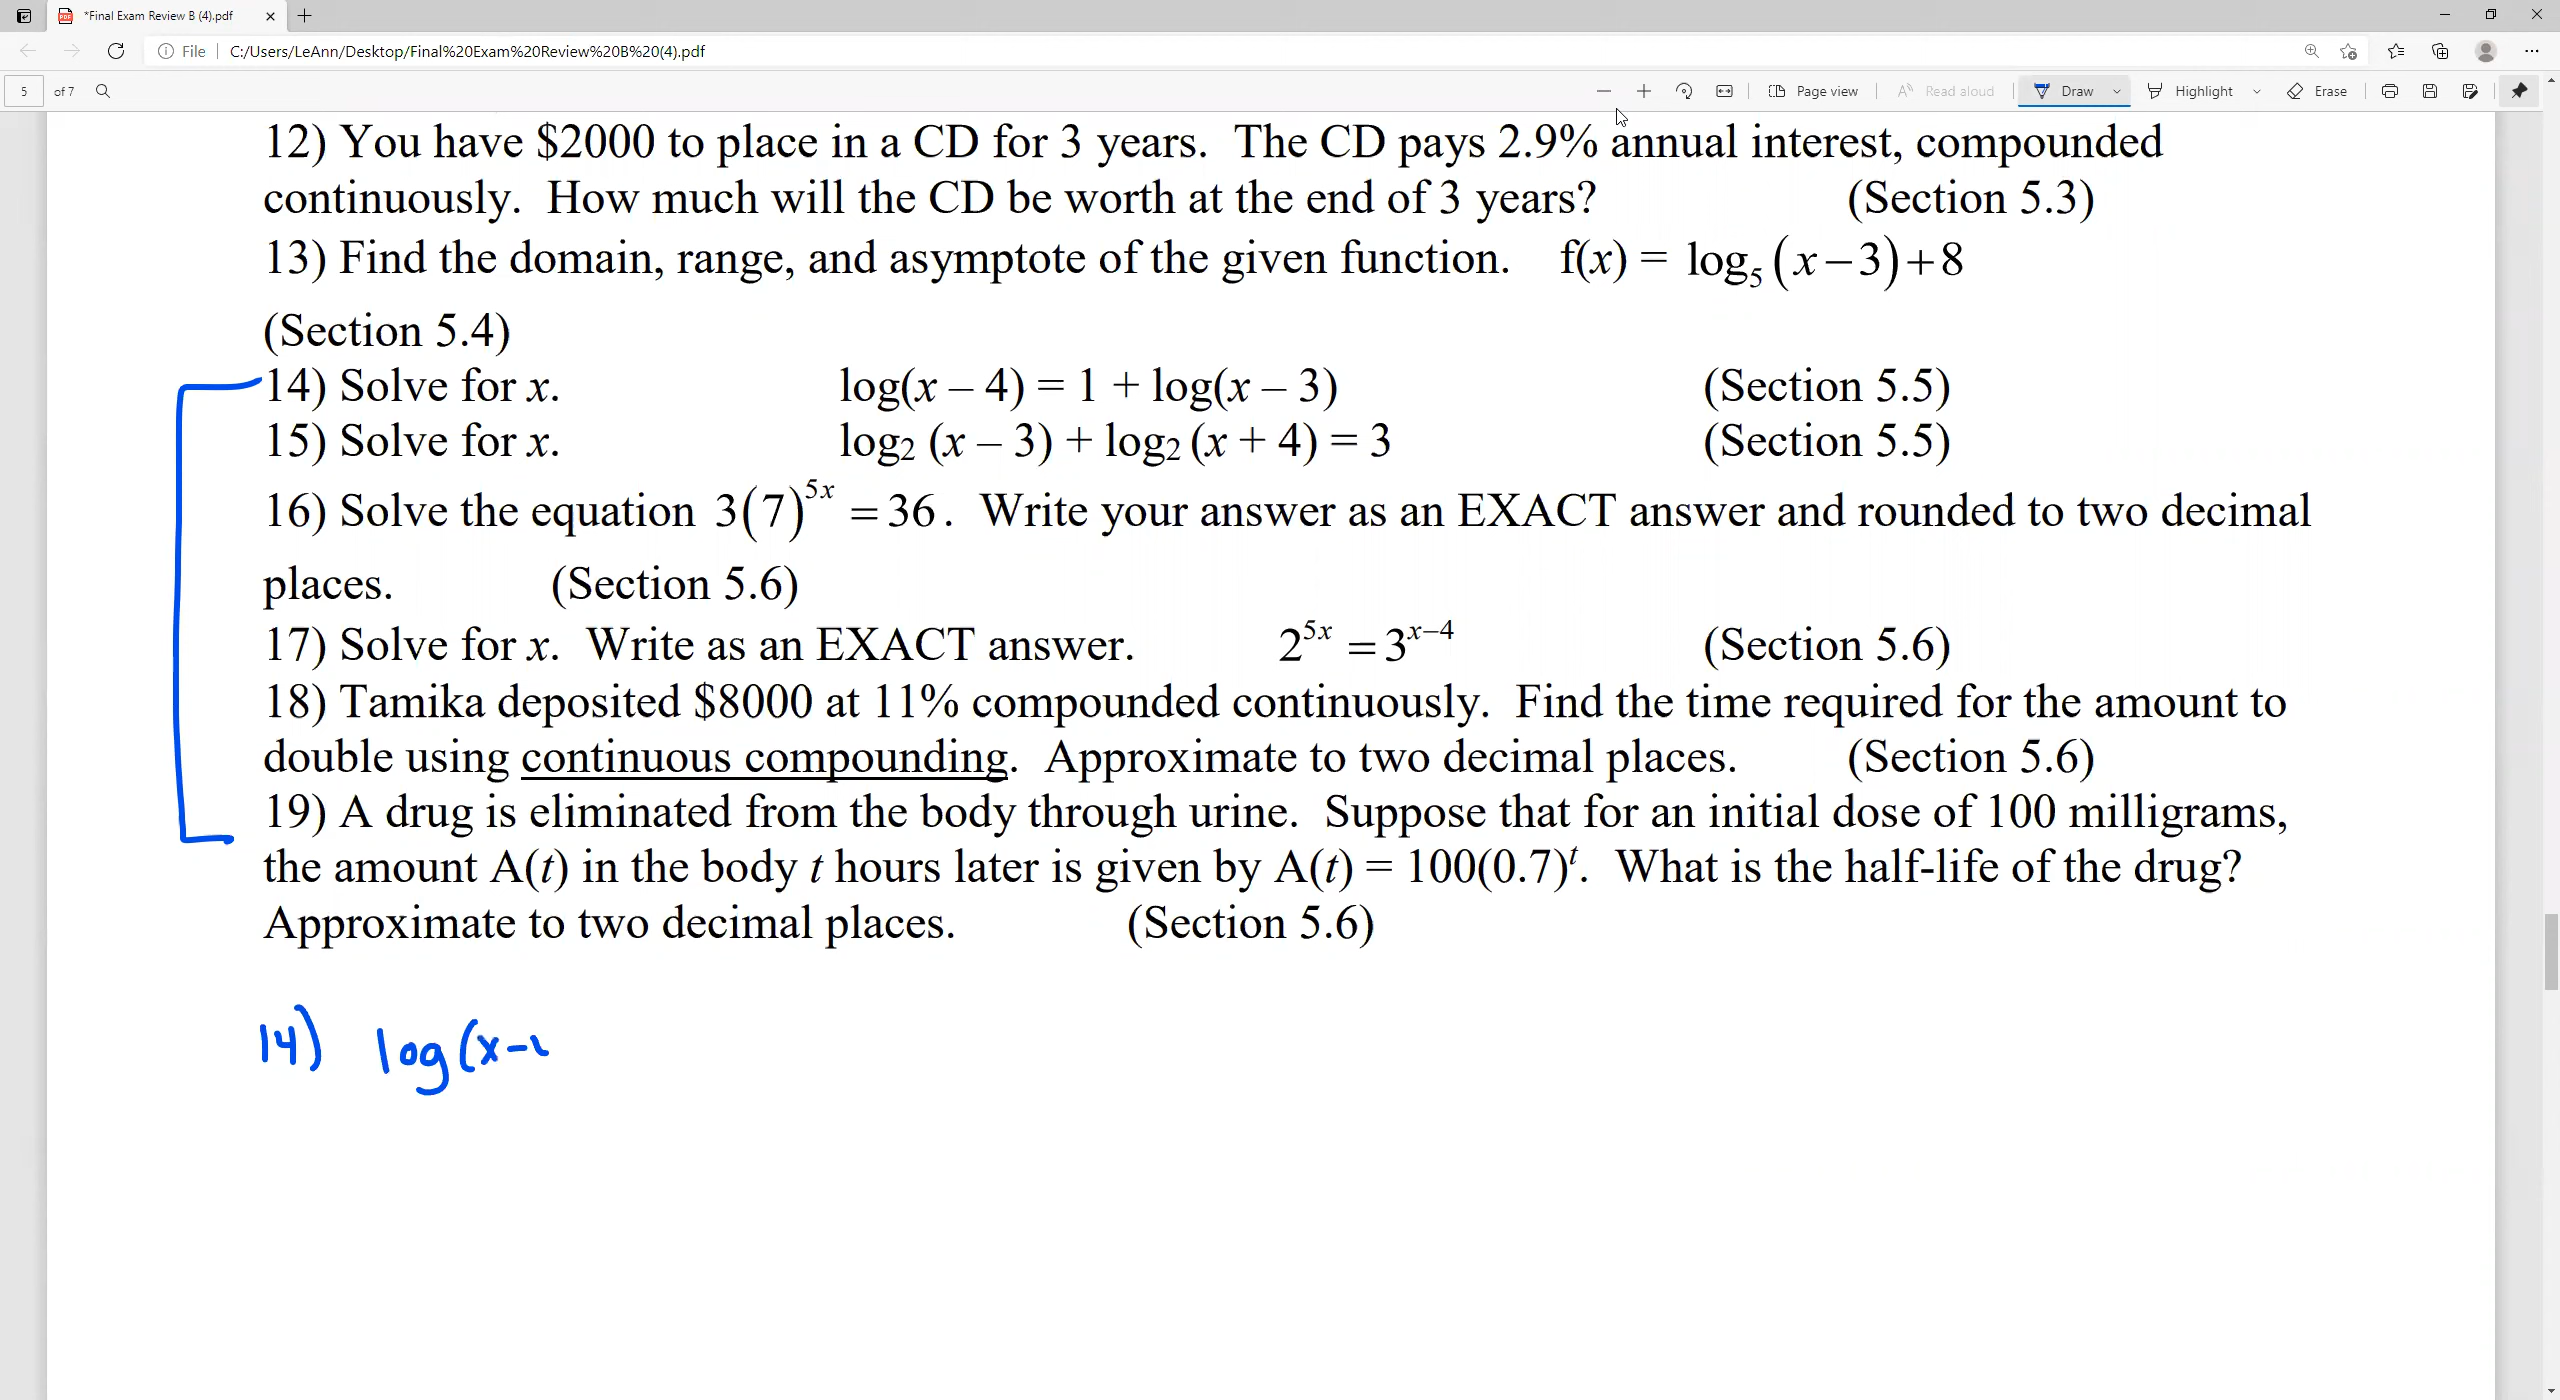 *Final Exam Review B (4).pdf
File | C:/Users/LeAnn/Desktop/Final%20Exam%20Review%20B%20(4).pdf
5 of 7 Page view Read aloud Draw Highlight Erase
12) You have $2000 to place in a CD for 3 years. The CD pays 2.9% annual interest, compounded
continuously. How much will the CD be worth at the end of 3 years? (Section 5.3)
13) Find the domain, range, and asymptote of the given function. f(x) = log₅(x−3)+8
(Section 5.4)
14) Solve for x. log(x – 4) = 1 + log(x – 3) (Section 5.5)
15) Solve for x. log₂ (x – 3) + log₂ (x + 4) = 3 (Section 5.5)
16) Solve the equation 3(7)^{5x} = 36. Write your answer as an EXACT answer and rounded to two decimal
places. (Section 5.6)
17) Solve for x. Write as an EXACT answer. 2^{5x} = 3^{x−4} (Section 5.6)
18) Tamika deposited $8000 at 11% compounded continuously. Find the time required for the amount to
double using continuous compounding. Approximate to two decimal places. (Section 5.6)
19) A drug is eliminated from the body through urine. Suppose that for an initial dose of 100 milligrams,
the amount A(t) in the body t hours later is given by A(t) = 100(0.7)^t. What is the half-life of the drug?
Approximate to two decimal places. (Section 5.6)
14) log(x-